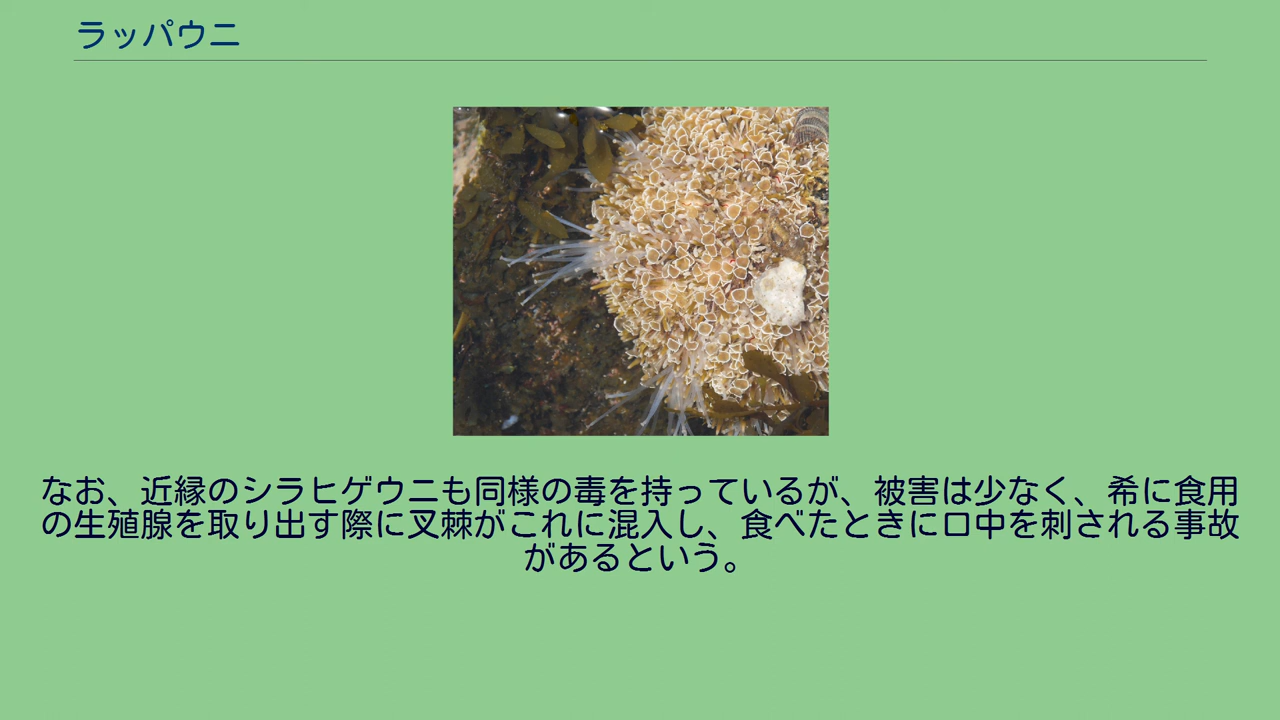 ラッパウニ
なお、近縁のシラヒゲウニも同様の毒を持っているが、被害は少なく、希に食用
の生殖腺を取り出す際に叉棘がこれに混入し、食べたときに口中を刺される事故
があるという。